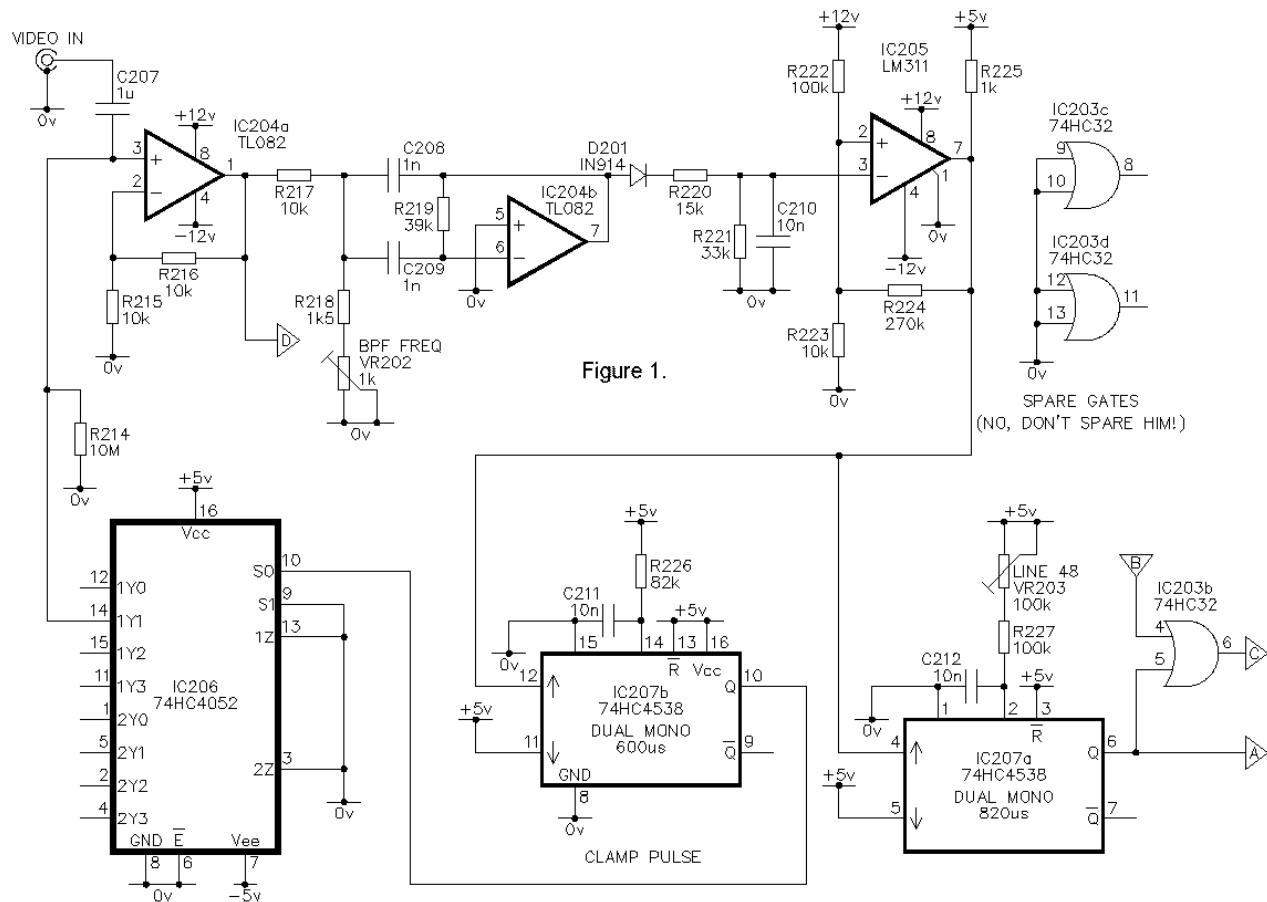 VIDEO IN
C207
1u
0v
+12v
IC204a
TL082
3
+
2
−
8
1
4
-12v
R217
10k
R216
10k
R215
10k
0v
D
C208
1n
R219
39k
C209
1n
R218
1k5
BPF FREQ
VR202
1k
0v
IC204b
TL082
5
+
6
−
7
0v
D201
IN914
R220
15k
R221
33k
C210
10n
0v
+12v
R222
100k
IC205
LM311
+12v
2
+
3
−
8
7
4
1
-12v
0v
+5v
R225
1k
R224
270k
R223
10k
0v
Figure 1.
IC203c
74HC32
9
10
8
IC203d
74HC32
12
13
11
0v
SPARE GATES
(NO, DON'T SPARE HIM!)
R214
10M
0v
+5v
16
Vcc
12 1Y0
14 1Y1
15 1Y2
11 1Y3
1 2Y0
5 2Y1
2 2Y2
4 2Y3
S0 10
S1 9
1Z 13
2Z 3
IC206
74HC4052
GND E Vee
8 6 7
0v
-5v
0v
+5v
R226
82k
C211
10n
0v
+5v
15 14 13 16
R Vcc
12
IC207b
74HC4538
DUAL MONO
600us
+5v
11
Q 10
Q 9
GND
8
0v
CLAMP PULSE
+5v
LINE 48
VR203
100k
R227
100k
C212
10n
0v
+5v
1 2 3
R
4
IC207a
74HC4538
DUAL MONO
820us
+5v
5
Q 6
Q 7
B
IC203b
74HC32
4
5
6
C
A